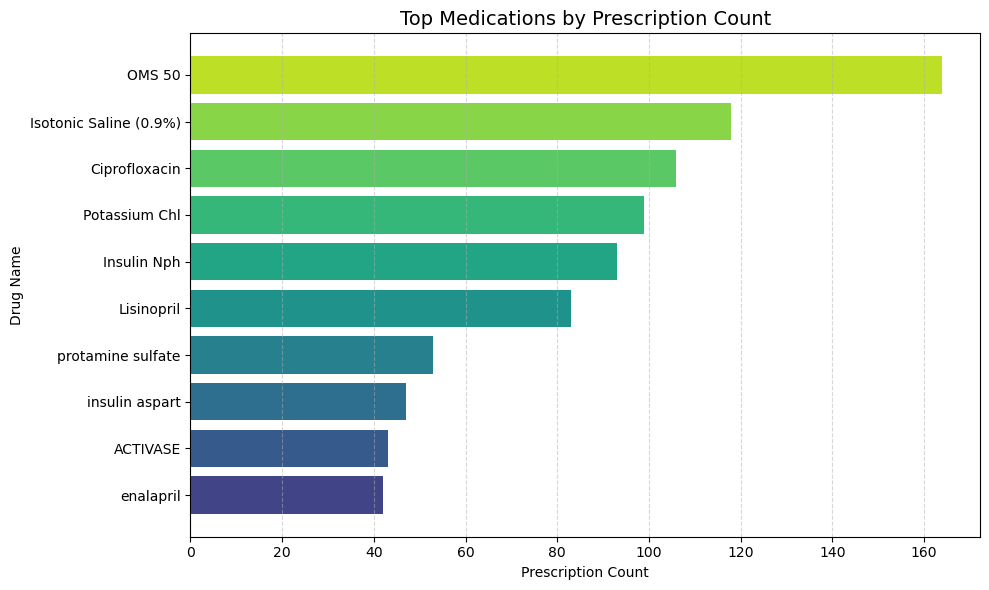 Top Medications by Prescription Count
Drug Name
OMS 50
Isotonic Saline (0.9%)
Ciprofloxacin
Potassium Chl
Insulin Nph
Lisinopril
protamine sulfate
insulin aspart
ACTIVASE
enalapril
0 20 40 60 80 100 120 140 160
Prescription Count